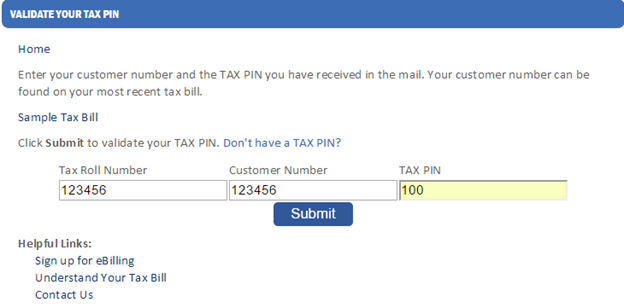 VALIDATE YOUR TAX PIN
Home
Enter your customer number and the TAX PIN you have received in the mail. Your customer number can be
found on your most recent tax bill.
Sample Tax Bill
Click Submit to validate your TAX PIN. Don't have a TAX PIN?
Tax Roll Number Customer Number TAX PIN
123456 123456 100
Submit
Helpful Links:
Sign up for eBilling
Understand Your Tax Bill
Contact Us